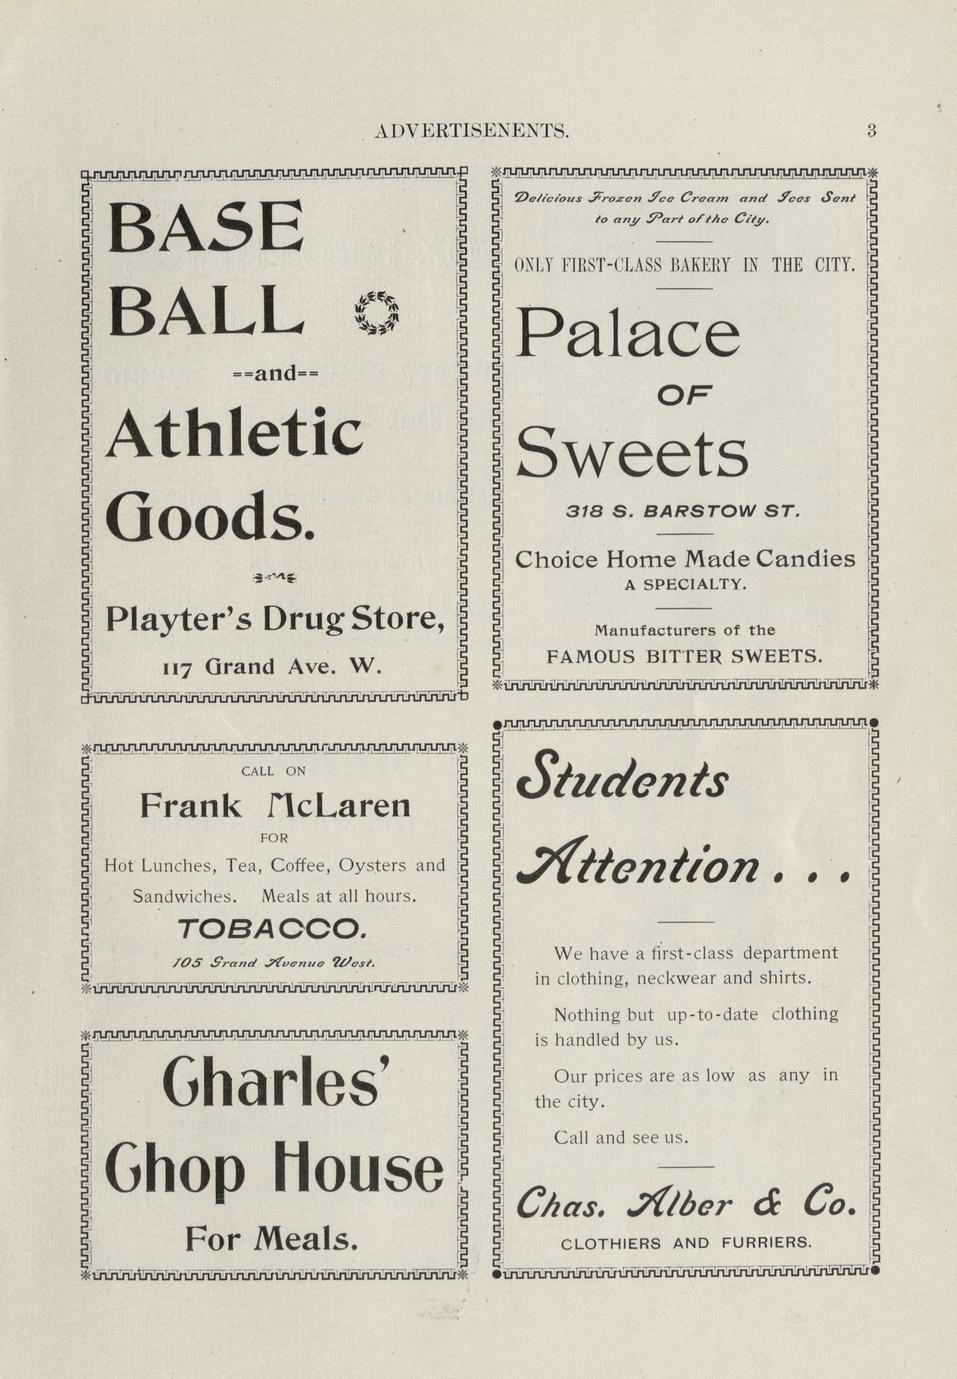 ADVERTISENENTS.
3
BASE
BALL
==and==
Athletic
Goods.
Playter's Drug Store,
117 Grand Ave. W.
CALL ON
Frank McLaren
FOR
Hot Lunches, Tea, Coffee, Oysters and
Sandwiches. Meals at all hours.
TOBACCO.
105 Grand Avenue West.
Charles'
Chop House
For Meals.
Delicious Frozen Ice Cream and Ices Sent
to any Part of the City.
ONLY FIRST-CLASS BAKERY IN THE CITY.
Palace
OF
Sweets
318 S. BARSTOW ST.
Choice Home Made Candies
A SPECIALTY.
Manufacturers of the
FAMOUS BITTER SWEETS.
Students
Attention . . .
We have a first-class department
in clothing, neckwear and shirts.
Nothing but up-to-date clothing
is handled by us.
Our prices are as low as any in
the city.
Call and see us.
Chas. Alber & Co.
CLOTHIERS AND FURRIERS.